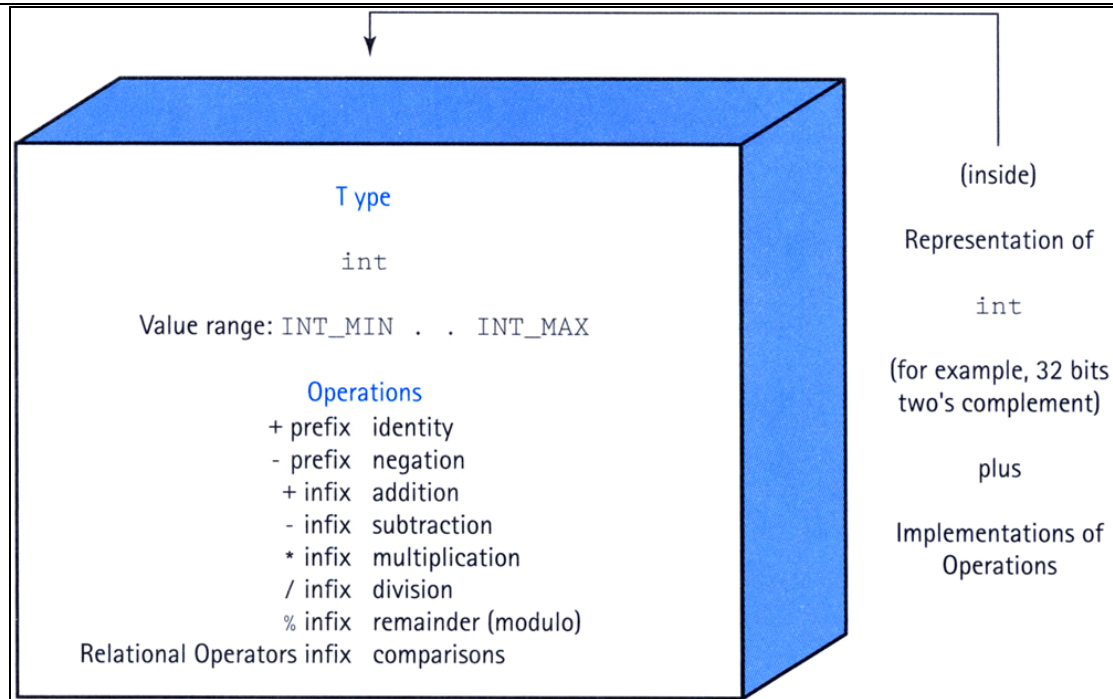 T ype
int
Value range: INT_MIN . . INT_MAX
Operations
+ prefix identity
- prefix negation
+ infix addition
- infix subtraction
* infix multiplication
/ infix division
% infix remainder (modulo)
Relational Operators infix comparisons
(inside)
Representation of
int
(for example, 32 bits
two's complement)
plus
Implementations of
Operations